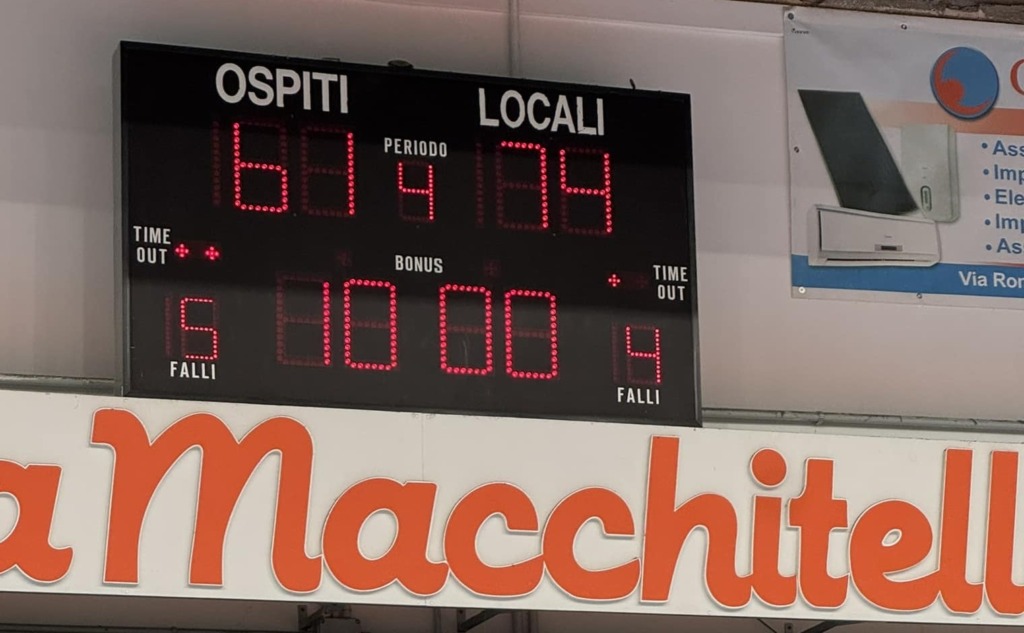 OSPITI
LOCALI
61
PERIODO
4
74
TIME
OUT
BONUS
TIME
OUT
5
10 00
4
FALLI
FALLI
a Macchitell
• Ass
• Imp
• Ele
• Imp
• As
Via Ror